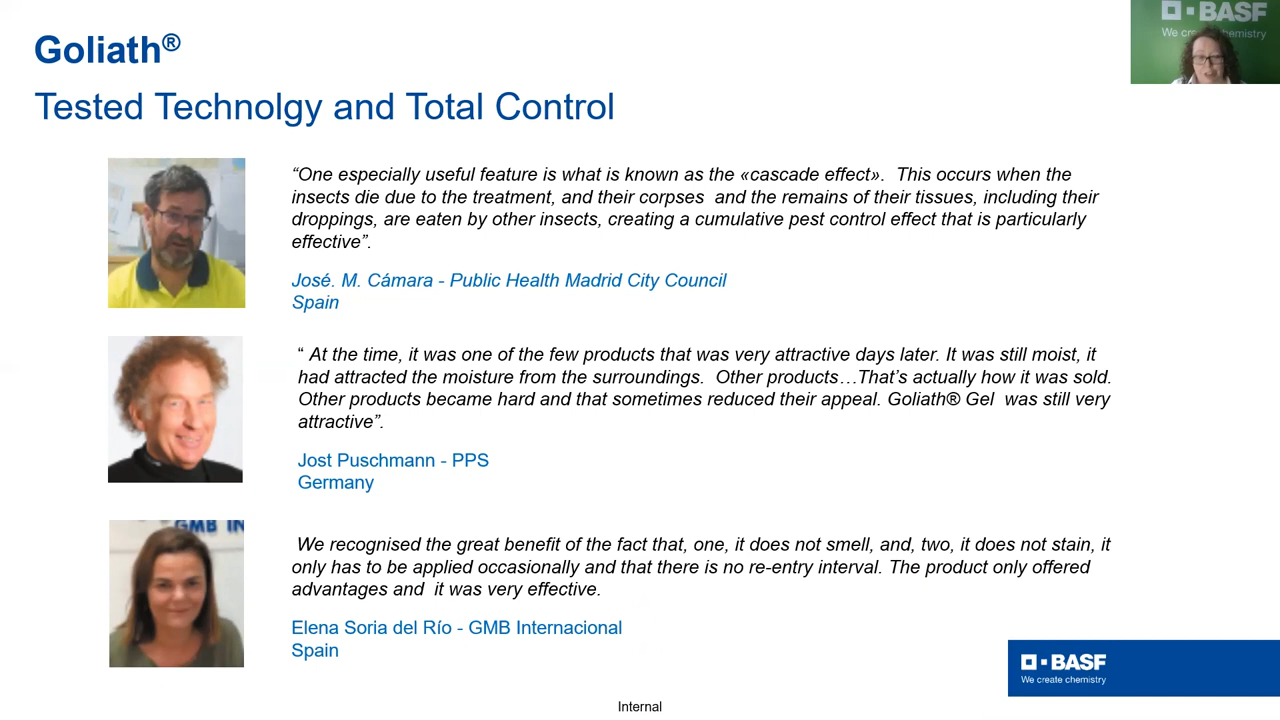 BASF
We create chemistry
Goliath®
Tested Technolgy and Total Control
“One especially useful feature is what is known as the «cascade effect».  This occurs when the
insects die due to the treatment, and their corpses  and the remains of their tissues, including their
droppings, are eaten by other insects, creating a cumulative pest control effect that is particularly
effective”.
José. M. Cámara - Public Health Madrid City Council
Spain
“ At the time, it was one of the few products that was very attractive days later. It was still moist, it
had attracted the moisture from the surroundings.  Other products…That’s actually how it was sold.
Other products became hard and that sometimes reduced their appeal. Goliath® Gel  was still very
attractive”.
Jost Puschmann - PPS
Germany
GMB IN
We recognised the great benefit of the fact that, one, it does not smell, and, two, it does not stain, it
only has to be applied occasionally and that there is no re-entry interval. The product only offered
advantages and  it was very effective.
Elena Soria del Río - GMB Internacional
Spain
BASF
We create chemistry
Internal